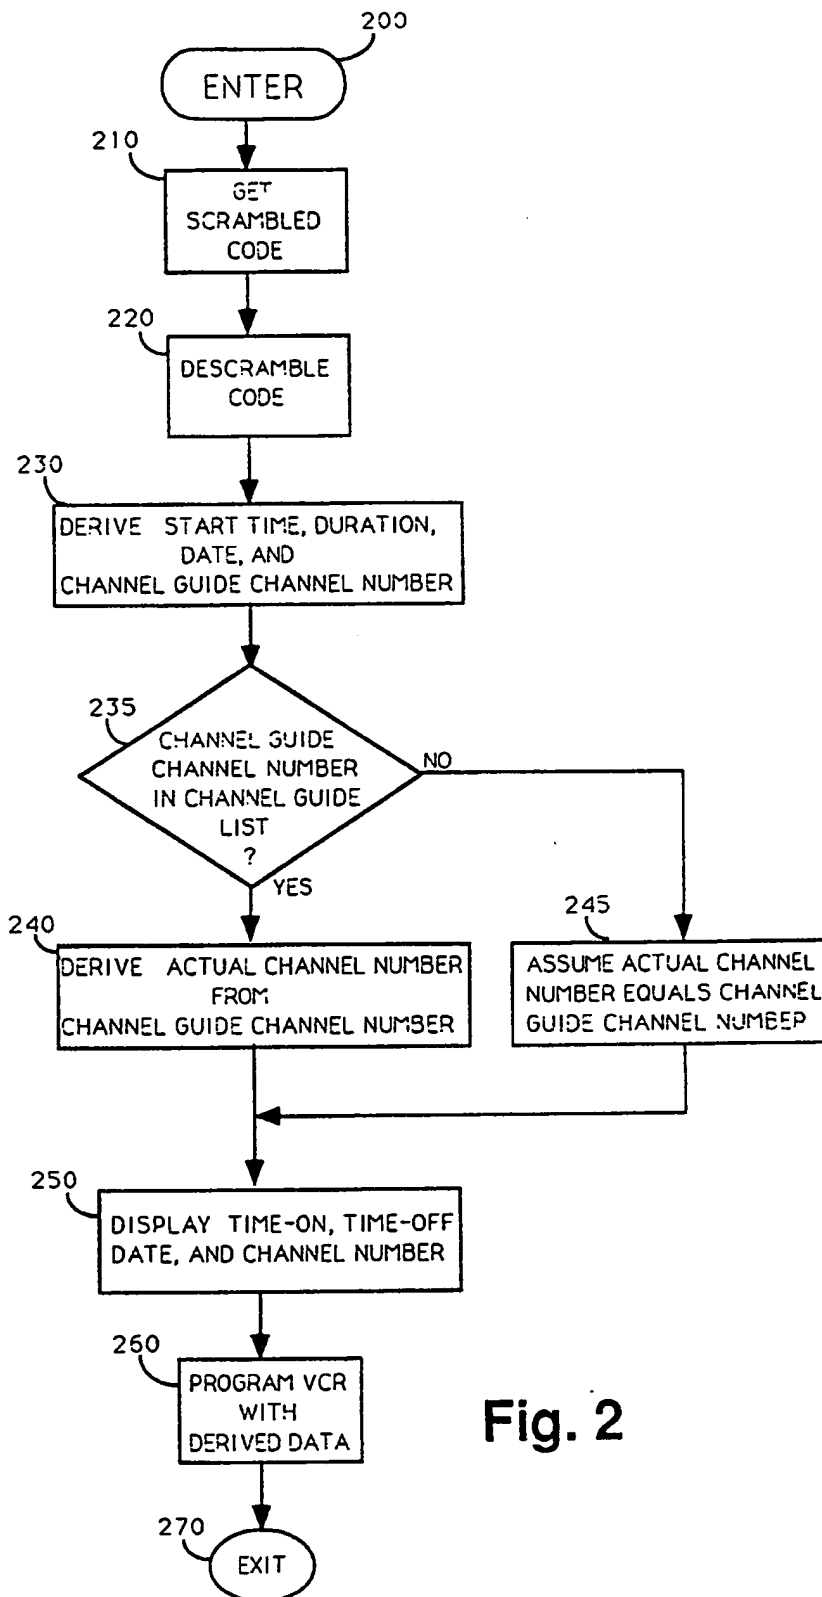 200
ENTER
210
GET
SCRAMBLED
CODE
220
DESCRAMBLE
CODE
230
DERIVE START TIME, DURATION,
DATE, AND
CHANNEL GUIDE CHANNEL NUMBER
235
CHANNEL GUIDE
CHANNEL NUMBER
IN CHANNEL GUIDE
LIST
?
NO
YES
240
DERIVE ACTUAL CHANNEL NUMBER
FROM
CHANNEL GUIDE CHANNEL NUMBER
245
ASSUME ACTUAL CHANNEL
NUMBER EQUALS CHANNEL
GUIDE CHANNEL NUMBER
250
DISPLAY TIME-ON, TIME-OFF
DATE, AND CHANNEL NUMBER
260
PROGRAM VCR
WITH
DERIVED DATA
Fig. 2
270
EXIT